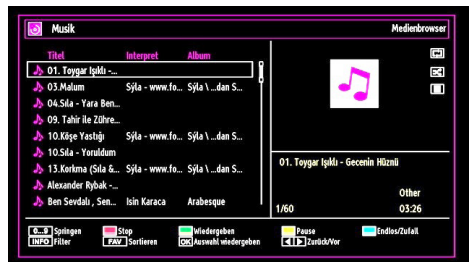 Musik
Medienbrowser
Titel Interpret Album
01. Toygar Işıklı -...
03.Malum Sýla - www.fo... Sýla \ ...dan S...
04.Sıla - Yara Ben...
09. Tahir ile Zühre...
10.Köşe Yastığı Sýla - www.fo... Sýla \ ...dan S...
10.Sıla - Yoruldum
13.Korkma (Sıla &... Sýla - www.fo... Sýla \ ...dan S...
Alexander Rybak -...
Ben Sevdalı , Sen... Isin Karaca Arabesque
01. Toygar Işıklı - Gecenin Hüznü
Other
1/60 03:26
0...9 Springen Stop Wiedergeben Pause Endlos/Zufall
INFO Filter FAV Sortieren OK Auswahl wiedergeben Zurück/Vor